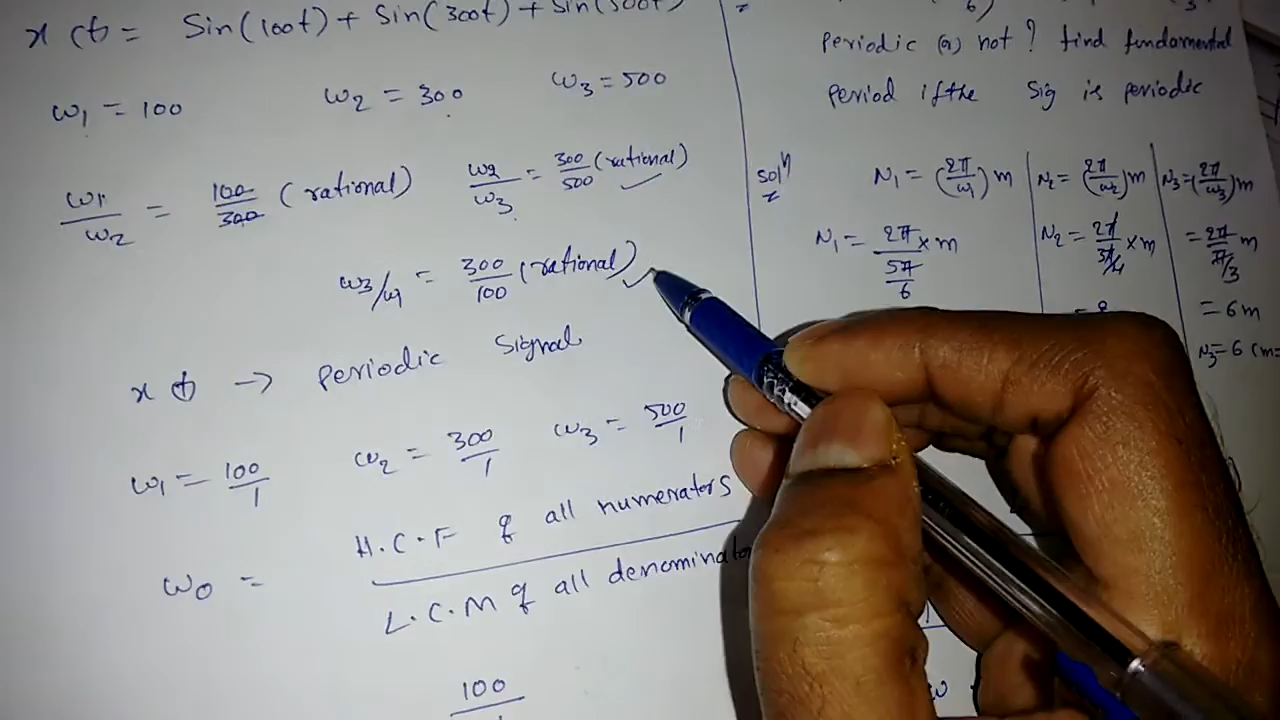 x(t) = Sin(100t) + Sin(300t) + Sin(500t)
ω1 = 100 ω2 = 300 ω3 = 500
ω1/ω2 = 100/300 (rational) ω2/ω3 = 300/500 (rational) ✓
ω3/ω1 = 300/100 (rational) ✓
x(t) → Periodic Signal
ω1 = 100/1 ω2 = 300/1 ω3 = 500/1
ω0 = H.C.F of all numerators / L.C.M of all denominator
100
Periodic (or) not? find fundamental
Period if the Sig is periodic
Solⁿ N1 = (2π/ω1) m N2 = (2π/ω2) m N3 = (2π/ω3) m
N1 = 2π/(5π/6) × m N2 = 2π/(3π/4) × m = 2π/(π/3) m
= 8 = 6m
N3 = 6 (m=